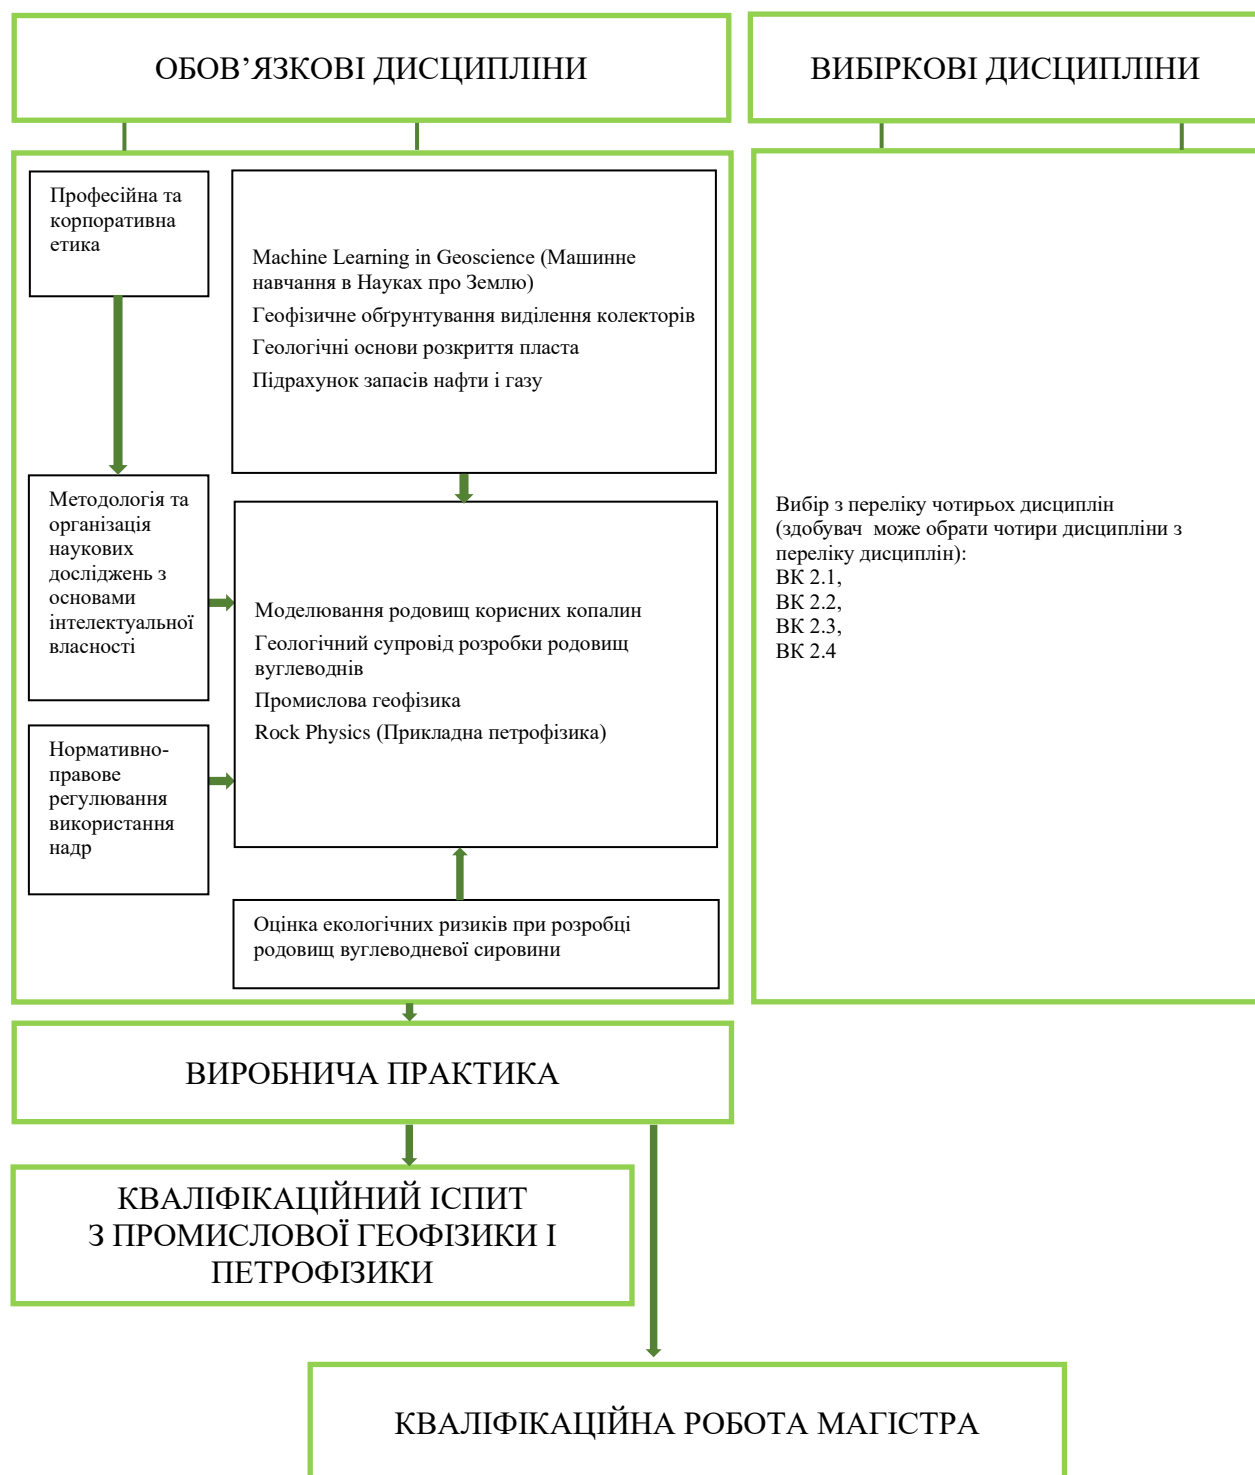 ОБОВ’ЯЗКОВІ ДИСЦИПЛІНИ
ВИБІРКОВІ ДИСЦИПЛІНИ
Професійна та
корпоративна
етика
Machine Learning in Geoscience (Машинне
навчання в Науках про Землю)
Геофізичне обґрунтування виділення колекторів
Геологічні основи розкриття пласта
Підрахунок запасів нафти і газу
Методологія та
організація
наукових
досліджень з
основами
інтелектуальної
власності
Моделювання родовищ корисних копалин
Геологічний супровід розробки родовищ
вуглеводнів
Промислова геофізика
Rock Physics (Прикладна петрофізика)
Вибір з переліку чотирьох дисциплін
(здобувач  може обрати чотири дисципліни з
переліку дисциплін):
ВК 2.1,
ВК 2.2,
ВК 2.3,
ВК 2.4
Нормативно-
правове
регулювання
використання
надр
Оцінка екологічних ризиків при розробці
родовищ вуглеводневої сировини
ВИРОБНИЧА ПРАКТИКА
КВАЛІФІКАЦІЙНИЙ ІСПИТ
З ПРОМИСЛОВОЇ ГЕОФІЗИКИ І
ПЕТРОФІЗИКИ
КВАЛІФІКАЦІЙНА РОБОТА МАГІСТРА